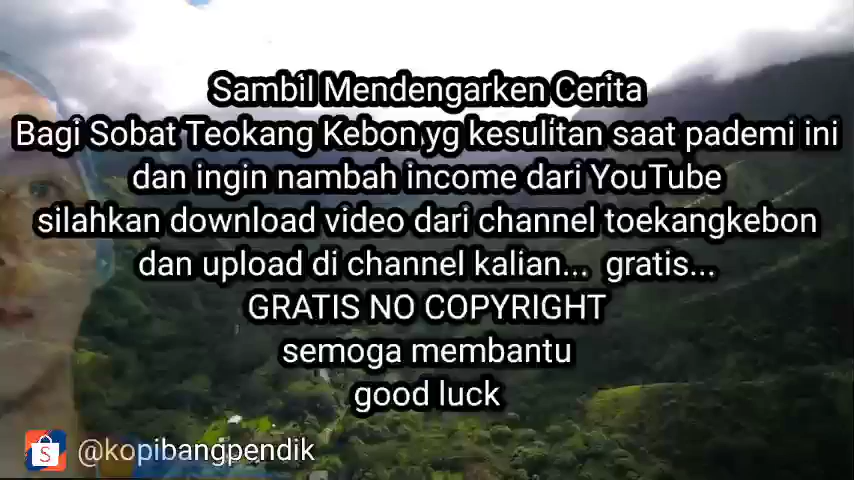 Sambil Mendengarken Cerita
Bagi Sobat Teokang Kebon yg kesulitan saat pademi ini
dan ingin nambah income dari YouTube
silahkan download video dari channel toekangkebon
dan upload di channel kalian... gratis...
GRATIS NO COPYRIGHT
semoga membantu
good luck
S @kopibangpendik